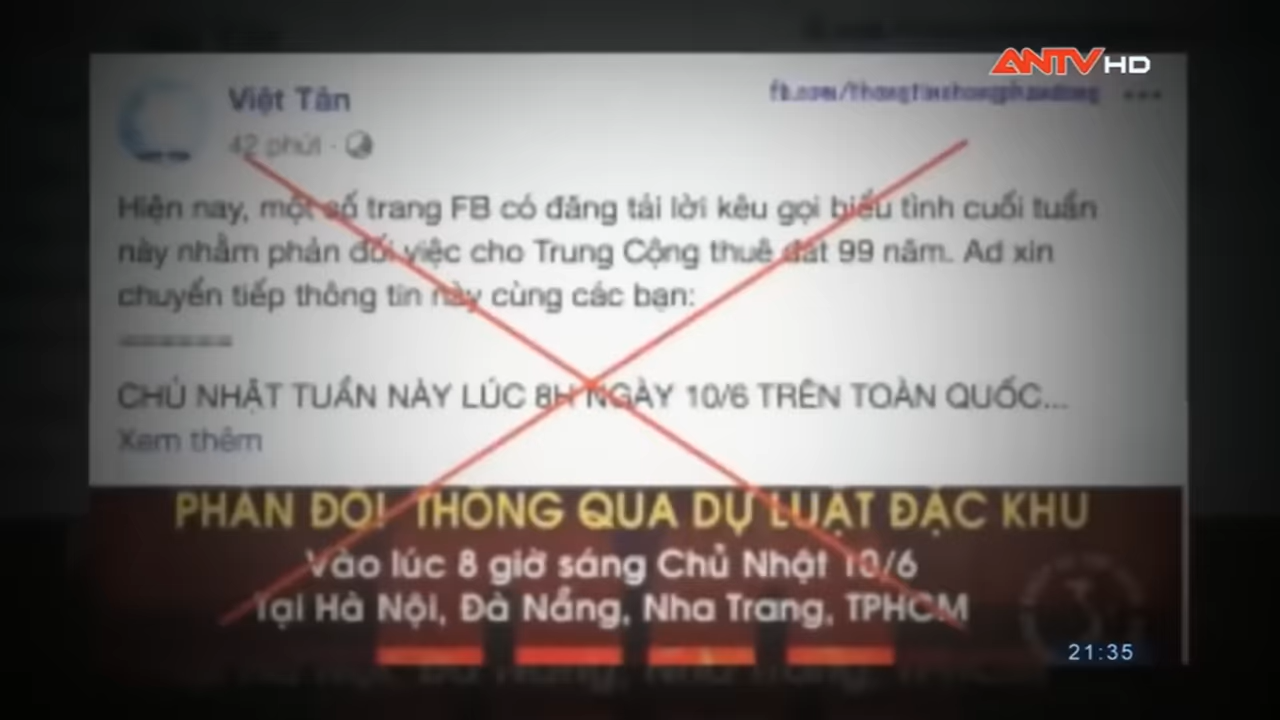 ANTV HD
Việt Tân
42 phút
Hiện nay, một số trang FB có đăng tải lời kêu gọi biểu tình cuối tuần
này nhằm phản đối việc cho Trung Cộng thuê đất 99 năm. Ad xin
chuyển tiếp thông tin này cùng các bạn:
======
CHỦ NHẬT TUẦN NÀY LÚC 8H NGÀY 10/6 TRÊN TOÀN QUỐC...
Xem thêm
PHẢN ĐỐI THÔNG QUA DỰ LUẬT ĐẶC KHU
Vào lúc 8 giờ sáng Chủ Nhật 10/6
Tại Hà Nội, Đà Nẵng, Nha Trang, TPHCM
21:35